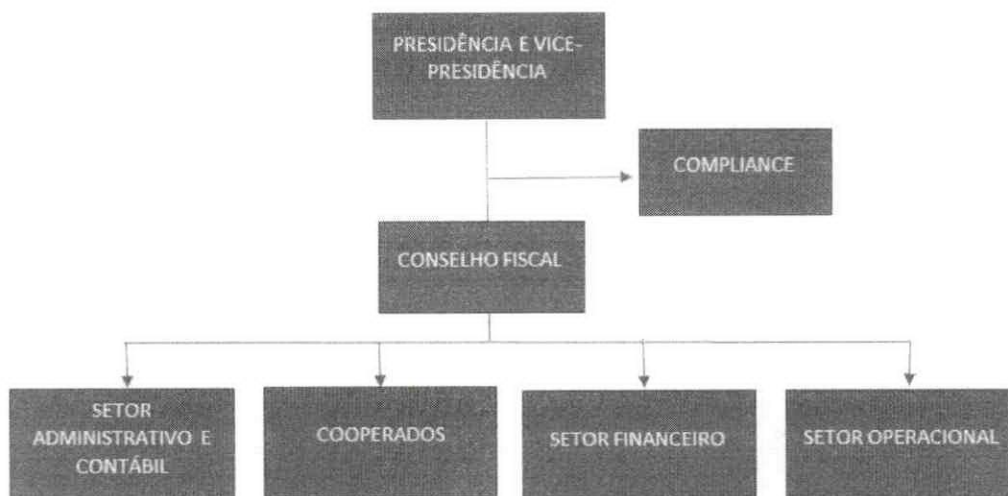 PRESIDÊNCIA E VICE-
PRESIDÊNCIA
COMPLIANCE
CONSELHO FISCAL
SETOR
ADMINISTRATIVO E
CONTÁBIL
COOPERADOS
SETOR FINANCEIRO
SETOR OPERACIONAL